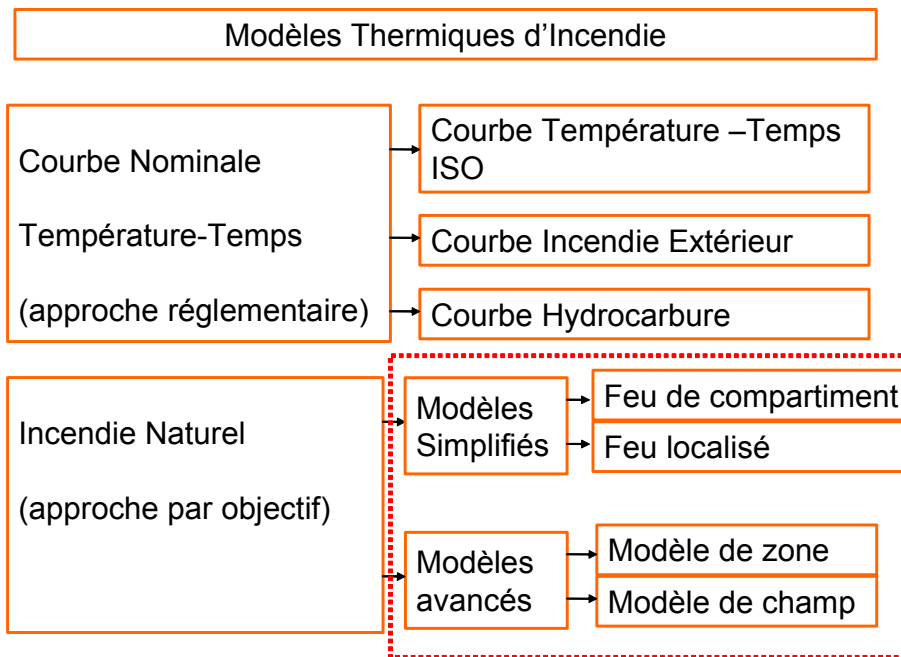 Modèles Thermiques d'Incendie
Courbe Nominale
Température-Temps
(approche réglementaire)
Courbe Température –Temps
ISO
Courbe Incendie Extérieur
Courbe Hydrocarbure
Incendie Naturel
(approche par objectif)
Modèles
Simplifiés
Feu de compartiment
Feu localisé
Modèles
avancés
Modèle de zone
Modèle de champ